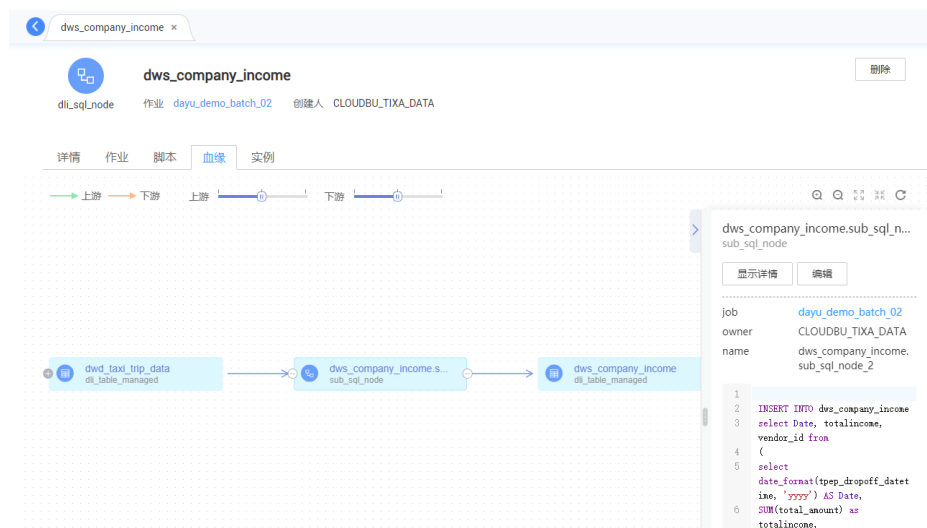 dws_company_income ×
dws_company_income
删除
dli_sql_node
作业 dayu_demo_batch_02 创建人 CLOUDBU_TIXA_DATA
详情 作业 脚本 血缘 实例
上游 下游 上游 下游
dws_company_income.sub_sql_n...
sub_sql_node
显示详情 编辑
job dayu_demo_batch_02
owner CLOUDBU_TIXA_DATA
name dws_company_income.
sub_sql_node_2
dwd_taxi_trip_data
dli_table_managed
dws_company_income.s...
sub_sql_node
dws_company_income
dli_table_managed
1
2 INSERT INTO dws_company_income
3 select Date, totalincome,
vendor_id from
4 (
5 select
date_format(tpep_dropoff_datet
ime, 'yyyy') AS Date,
6 SUM(total_amount) as
totalincome,